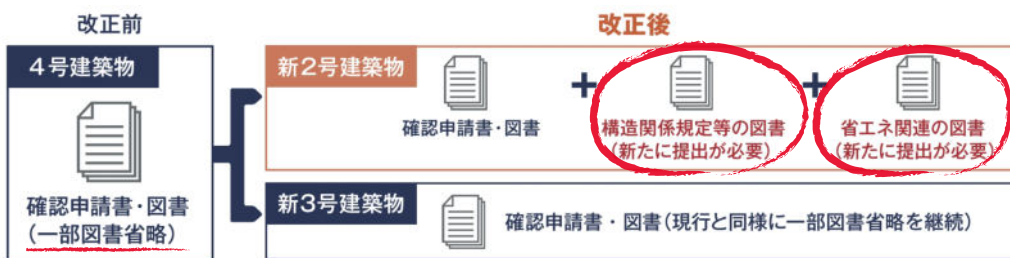 改正前
4号建築物
確認申請書・図書
(一部図書省略)
改正後
新2号建築物
確認申請書・図書
+
構造関係規定等の図書
(新たに提出が必要)
+
省エネ関連の図書
(新たに提出が必要)
新3号建築物
確認申請書・図書(現行と同様に一部図書省略を継続)